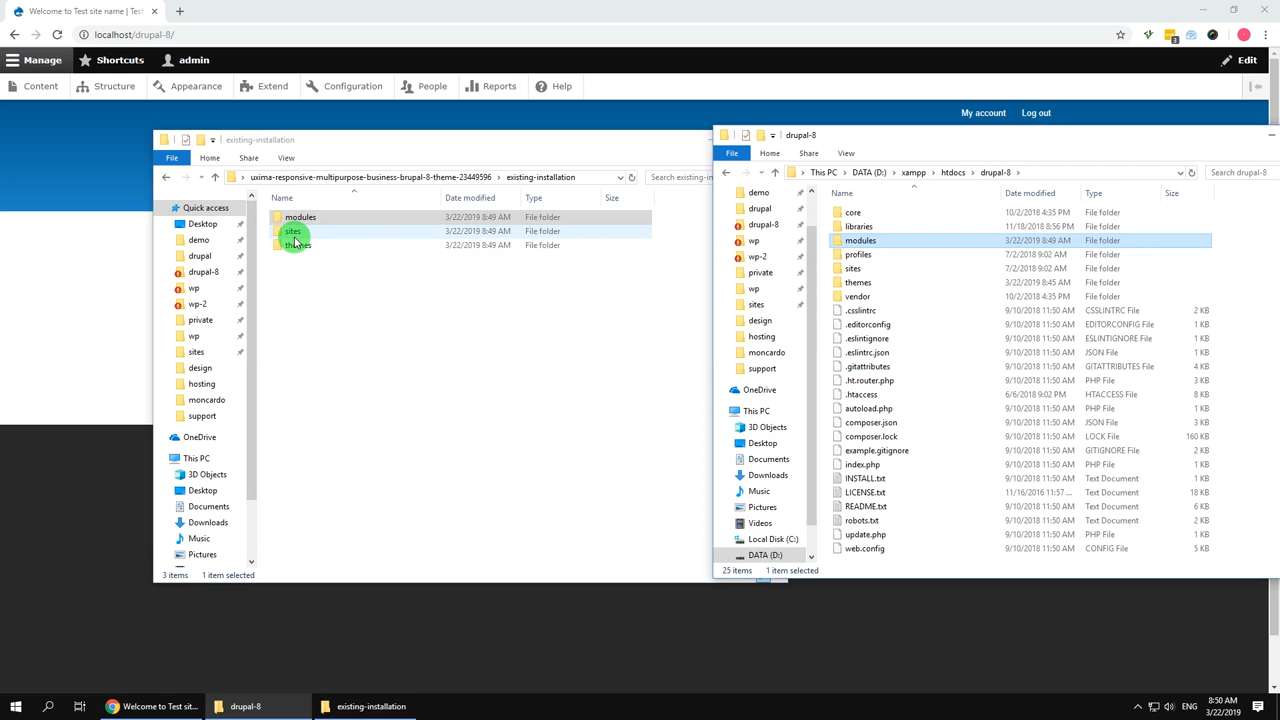 Welcome to Test site name | Test
localhost/drupal-8/
3
Manage Shortcuts admin Edit
Content Structure Appearance Extend Configuration People Reports Help
My account Log out
existing-installation
File Home Share View
uxima-responsive-multipurpose-business-brupal-8-theme-23449596 > existing-installation Search existing-inst
Name Date modified Type Size
Quick access
Desktop
demo
drupal
drupal-8
wp
wp-2
private
wp
sites
design
hosting
moncardo
support
OneDrive
This PC
3D Objects
Desktop
Documents
Downloads
Music
Pictures
modules 3/22/2019 8:49 AM File folder
sites 3/22/2019 8:49 AM File folder
themes 3/22/2019 8:49 AM File folder
3 items 1 item selected
drupal-8
File Home Share View
This PC > DATA (D:) > xampp > htdocs > drupal-8 > Search drupal-8
Name Date modified Type Size
demo
drupal
drupal-8
wp
wp-2
private
wp
sites
design
hosting
moncardo
support
OneDrive
This PC
3D Objects
Desktop
Documents
Downloads
Music
Pictures
Videos
Local Disk (C:)
DATA (D:)
core 10/2/2018 4:35 PM File folder
libraries 11/18/2018 8:56 PM File folder
modules 3/22/2019 8:49 AM File folder
profiles 7/2/2018 9:02 AM File folder
sites 7/2/2018 9:02 AM File folder
themes 3/22/2019 8:45 AM File folder
vendor 10/2/2018 4:35 PM File folder
.csslintrc 9/10/2018 11:50 AM CSSLINTRC File 2 KB
.editorconfig 9/10/2018 11:50 AM EDITORCONFIG File 1 KB
.eslintignore 9/10/2018 11:50 AM ESLINTIGNORE File 1 KB
.eslintrc.json 9/10/2018 11:50 AM JSON File 1 KB
.gitattributes 9/10/2018 11:50 AM GITATTRIBUTES File 4 KB
.ht.router.php 9/10/2018 11:50 AM PHP File 3 KB
.htaccess 6/6/2018 9:02 PM HTACCESS File 8 KB
autoload.php 9/10/2018 11:50 AM PHP File 1 KB
composer.json 9/10/2018 11:50 AM JSON File 3 KB
composer.lock 9/10/2018 11:50 AM LOCK File 160 KB
example.gitignore 9/10/2018 11:50 AM GITIGNORE File 2 KB
index.php 9/10/2018 11:50 AM PHP File 1 KB
INSTALL.txt 9/10/2018 11:50 AM Text Document 1 KB
LICENSE.txt 11/16/2016 11:57 ... Text Document 18 KB
README.txt 9/10/2018 11:50 AM Text Document 6 KB
robots.txt 9/10/2018 11:50 AM Text Document 2 KB
update.php 9/10/2018 11:50 AM PHP File 1 KB
web.config 9/10/2018 11:50 AM CONFIG File 5 KB
25 items 1 item selected
Welcome to Test sit... drupal-8 existing-installation
ENG
8:50 AM
3/22/2019